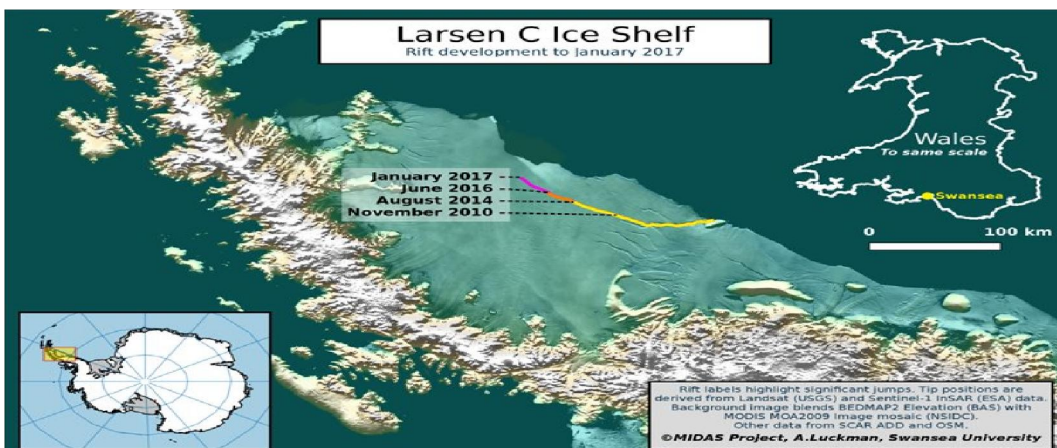 Larsen C Ice Shelf
Rift development to January 2017
January 2017
June 2016
August 2014
November 2010
Wales
To same scale
Swansea
0 100 km
Rift labels highlight significant jumps. Tip positions are
derived from Landsat (USGS) and Sentinel-1 InSAR (ESA) data.
Background image blends BEDMAP2 Elevation (BAS) with
MODIS MOA2009 Image mosaic (NSIDC).
Other data from SCAR ADD and OSM.
©MIDAS Project, A.Luckman, Swansea University